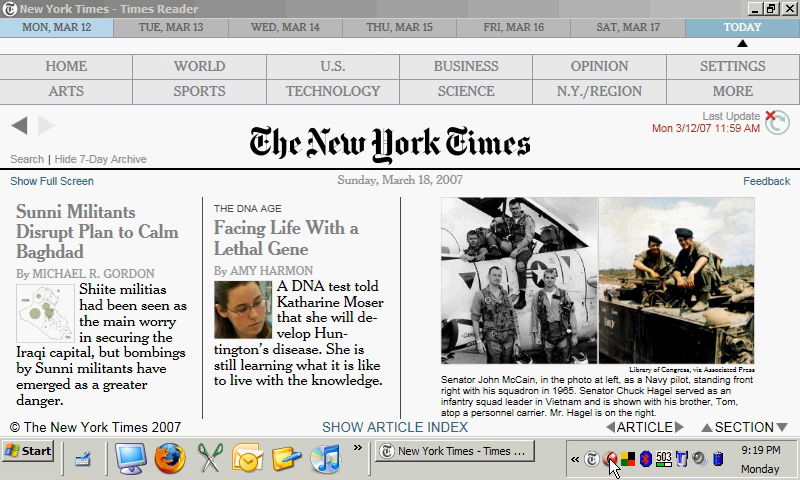 New York Times - Times Reader
MON, MAR 12 TUE, MAR 13 WED, MAR 14 THU, MAR 15 FRI, MAR 16 SAT, MAR 17 TODAY
HOME WORLD U.S. BUSINESS OPINION SETTINGS
ARTS SPORTS TECHNOLOGY SCIENCE N.Y./REGION MORE
Last Update
Mon 3/12/07 11:59 AM
The New York Times
Search | Hide 7-Day Archive
Show Full Screen Sunday, March 18, 2007 Feedback
Sunni Militants
Disrupt Plan to Calm
Baghdad
By MICHAEL R. GORDON
Shiite militias
had been seen as
the main worry
in securing the
Iraqi capital, but bombings
by Sunni militants have
emerged as a greater
danger.
THE DNA AGE
Facing Life With a
Lethal Gene
By AMY HARMON
A DNA test told
Katharine Moser
that she will de-
velop Hun-
tington's disease. She is
still learning what it is like
to live with the knowledge.
Library of Congress, via Associated Press
Senator John McCain, in the photo at left, as a Navy pilot, standing front
right with his squadron in 1965. Senator Chuck Hagel served as an
infantry squad leader in Vietnam and is shown with his brother, Tom,
atop a personnel carrier. Mr. Hagel is on the right.
© The New York Times 2007 SHOW ARTICLE INDEX ARTICLE SECTION
Start » New York Times - Times ... « 503 9:19 PM
Monday